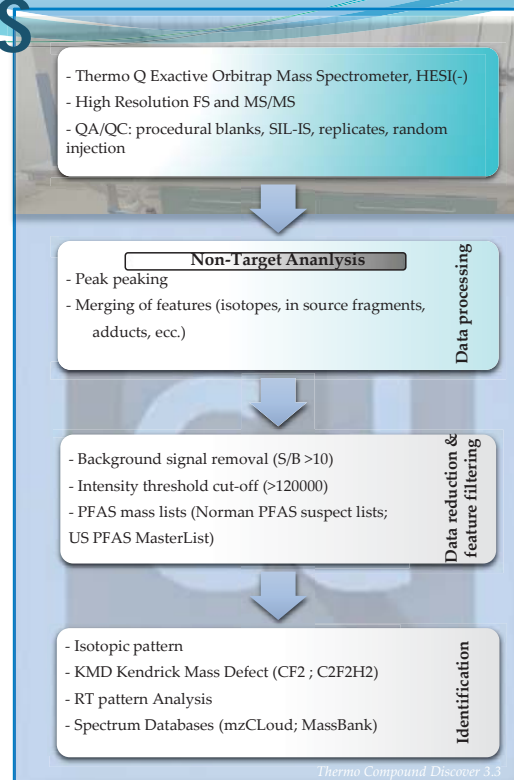 S
- Thermo Q Exactive Orbitrap Mass Spectrometer, HESI(-)
- High Resolution FS and MS/MS
- QA/QC: procedural blanks, SIL-IS, replicates, random
injection
Non-Target Ananlysis
- Peak peaking
- Merging of features (isotopes, in source fragments,
adducts, ecc.)
Data processing
- Background signal removal (S/B >10)
- Intensity threshold cut-off (>120000)
- PFAS mass lists (Norman PFAS suspect lists;
US PFAS MasterList)
Data reduction &
feature filtering
- Isotopic pattern
- KMD Kendrick Mass Defect (CF2 ; C2F2H2)
- RT pattern Analysis
- Spectrum Databases (mzCLoud; MassBank)
Identification
Thermo Compound Discover 3.3